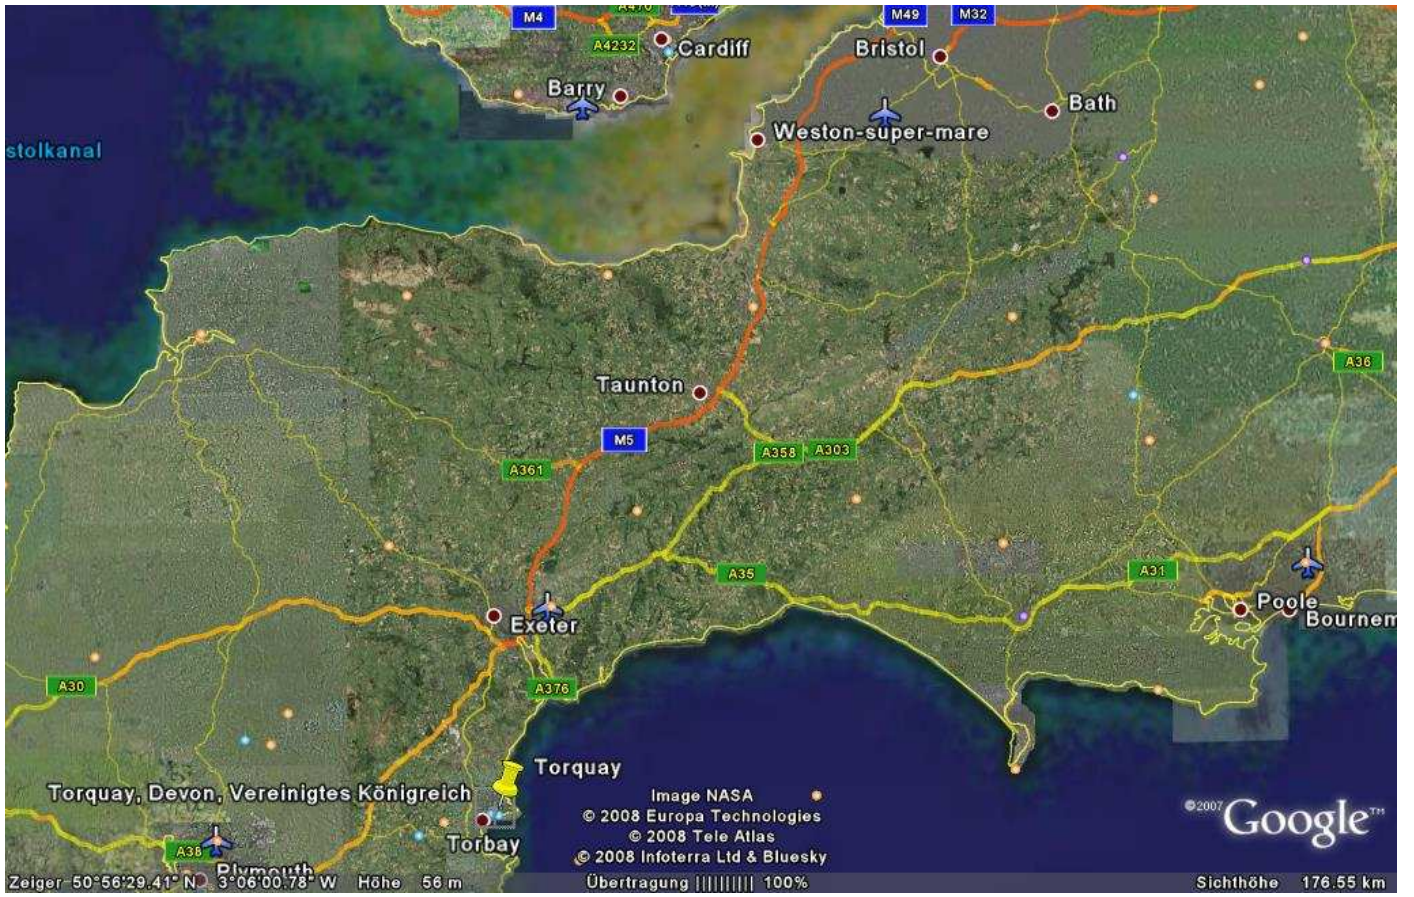 M4
A470
M49
M32
A4232
Cardiff
Bristol
Barry
Bath
Weston-super-mare
stolkanal
A36
Taunton
M5
A358
A303
A361
A35
A31
Poole
Bournem
Exeter
A30
A376
Torquay
Torquay, Devon, Vereinigtes Königreich
Torbay
A38
Plymouth
Image NASA
© 2008 Europa Technologies
© 2008 Tele Atlas
© 2008 Infoterra Ltd & Bluesky
©2007 Google™
Zeiger 50°56'29.41" N 3°06'00.78" W Höhe 56 m
Übertragung |||||||||| 100%
Sichthöhe 176.55 km